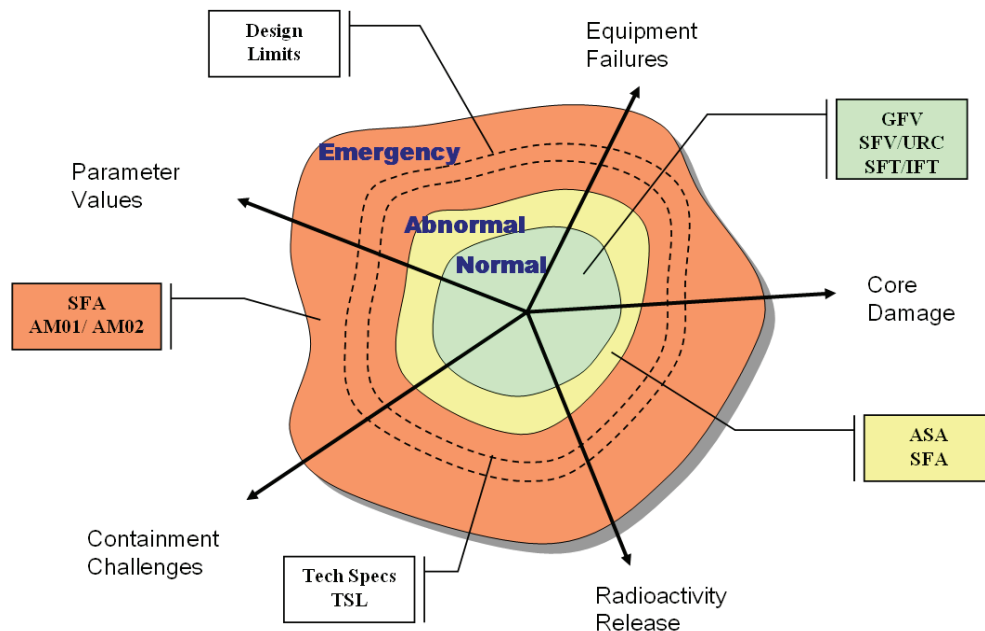 Design
Limits
Equipment
Failures
GFV
SFV/URC
SFT/IFT
Emergency
Parameter
Values
Abnormal
Normal
Core
Damage
SFA
AM01/ AM02
ASA
SFA
Containment
Challenges
Tech Specs
TSL
Radioactivity
Release